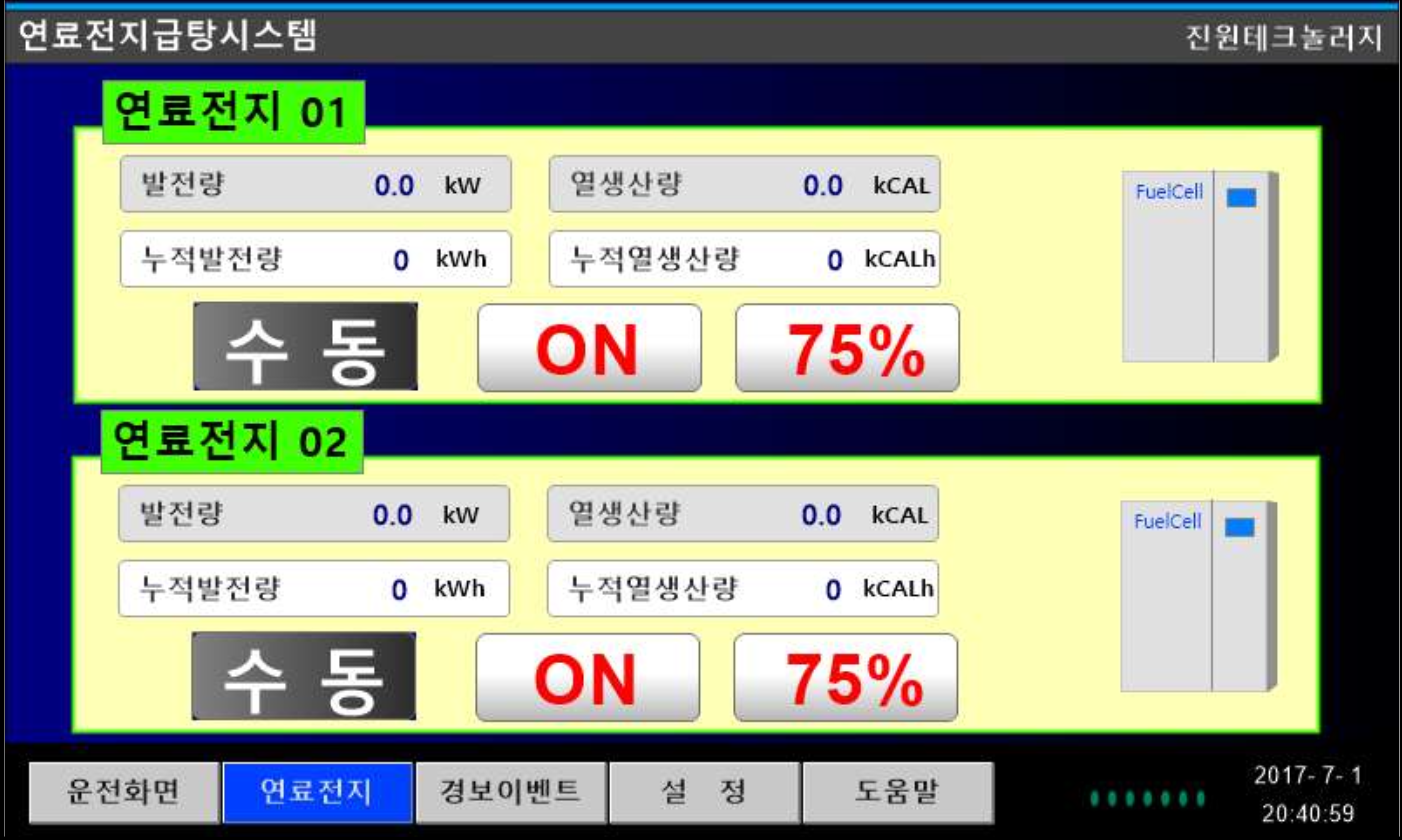 연료전지급탕시스템 진원테크놀러지
연료전지 01
발전량 0.0 kW 열생산량 0.0 kCAL
누적발전량 0 kWh 누적열생산량 0 kCALh
수 동 ON 75%
FuelCell
연료전지 02
발전량 0.0 kW 열생산량 0.0 kCAL
누적발전량 0 kWh 누적열생산량 0 kCALh
수 동 ON 75%
FuelCell
운전화면 연료전지 경보이벤트 설 정 도움말
2017- 7- 1
20:40:59